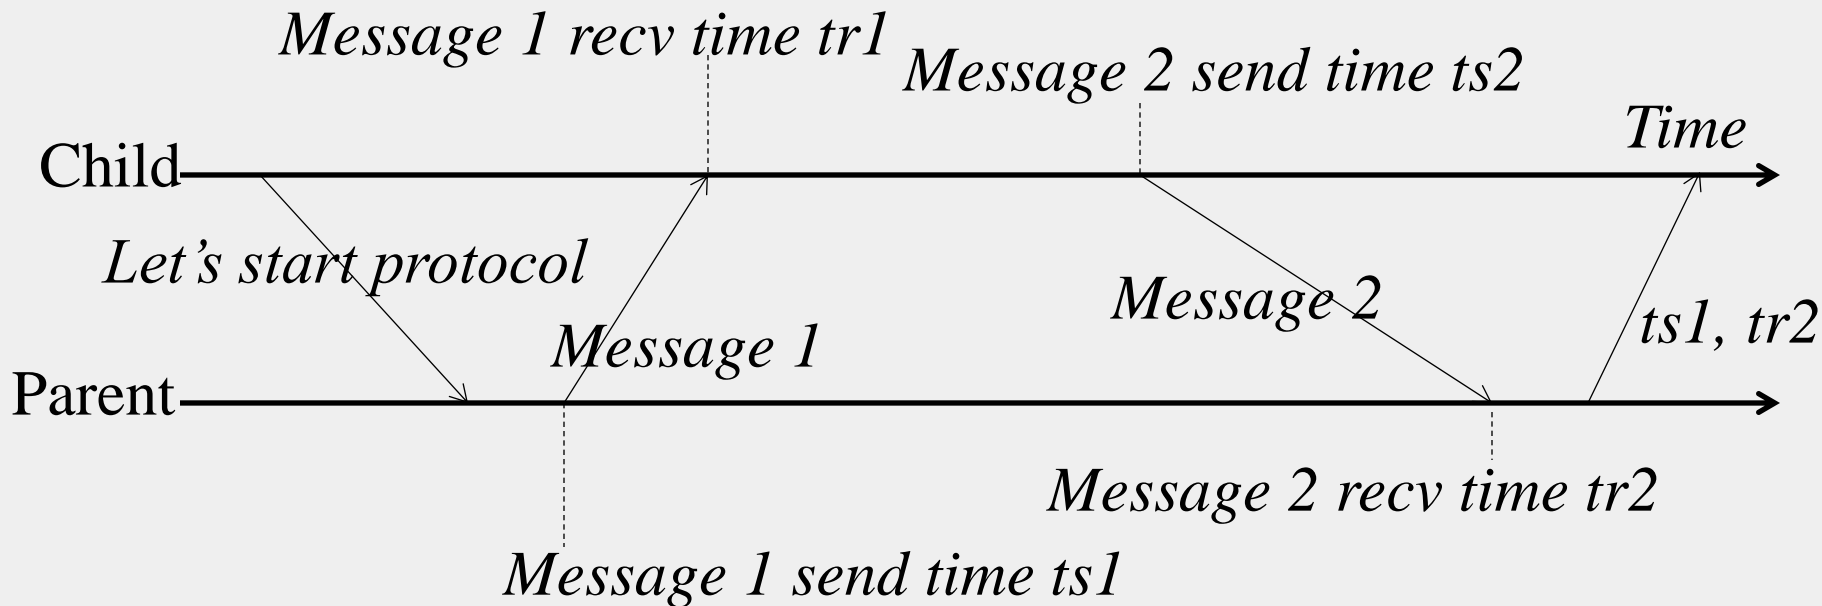 Message 1 recv time tr1
Message 2 send time ts2
Time
Child
Let’s start protocol
Message 2
ts1, tr2
Message 1
Parent
Message 2 recv time tr2
Message 1 send time ts1